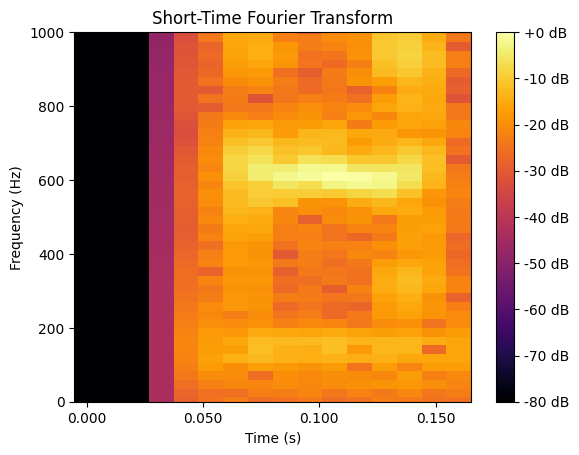 Short-Time Fourier Transform
1000
800
600
400
200
0
Frequency (Hz)
0.000
0.050
0.100
0.150
Time (s)
+0 dB
-10 dB
-20 dB
-30 dB
-40 dB
-50 dB
-60 dB
-70 dB
-80 dB